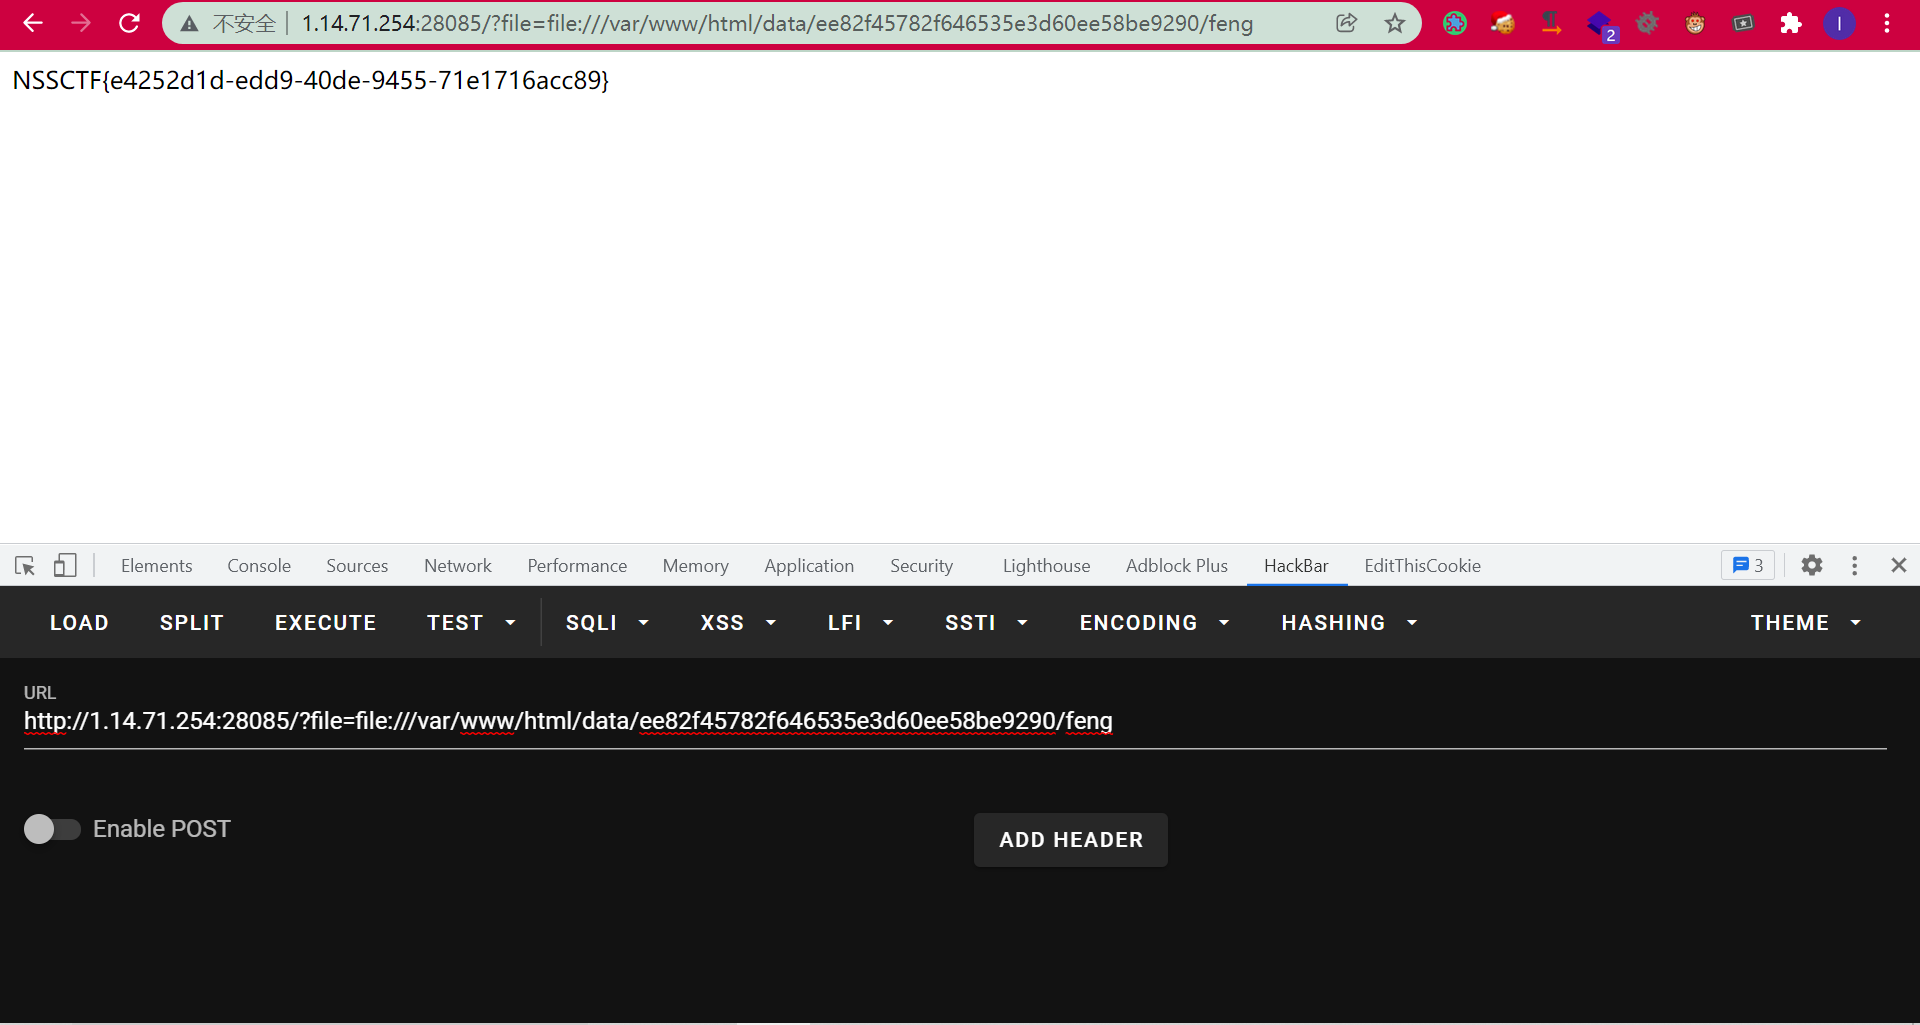 不安全 1.14.71.254:28085/?file=file:///var/www/html/data/ee82f45782f646535e3d60ee58be9290/feng
2
I
NSSCTF{e4252d1d-edd9-40de-9455-71e1716acc89}
Elements Console Sources Network Performance Memory Application Security Lighthouse Adblock Plus HackBar EditThisCookie 3
LOAD SPLIT EXECUTE TEST SQLI XSS LFI SSTI ENCODING HASHING THEME
URL
http://1.14.71.254:28085/?file=file:///var/www/html/data/ee82f45782f646535e3d60ee58be9290/feng
Enable POST
ADD HEADER